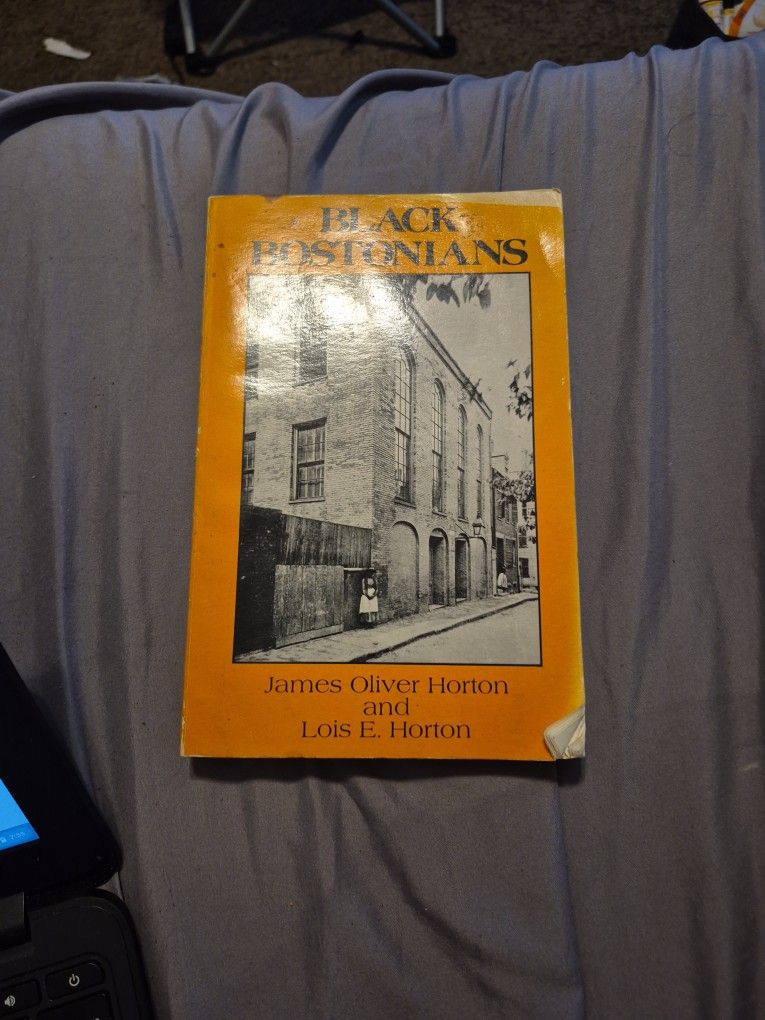 BLACK
BOSTONIANS
James Oliver Horton
and
Lois E. Horton